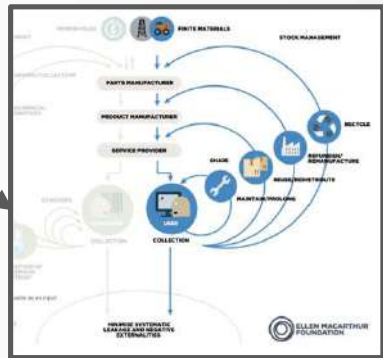 FINITE MATERIALS
STOCK MANAGEMENT
PARTS MANUFACTURER
PRODUCT MANUFACTURER
SERVICE PROVIDER
RECYCLE
REFURBISH/
REMANUFACTURE
REUSE/REDISTRIBUTE
SHARE
MAINTAIN/PROLONG
USER
CASCADES
COLLECTION
COLLECTION
MINIMISE SYSTEMATIC
LEAKAGE AND NEGATIVE
EXTERNALITIES
ELLEN MACARTHUR
FOUNDATION